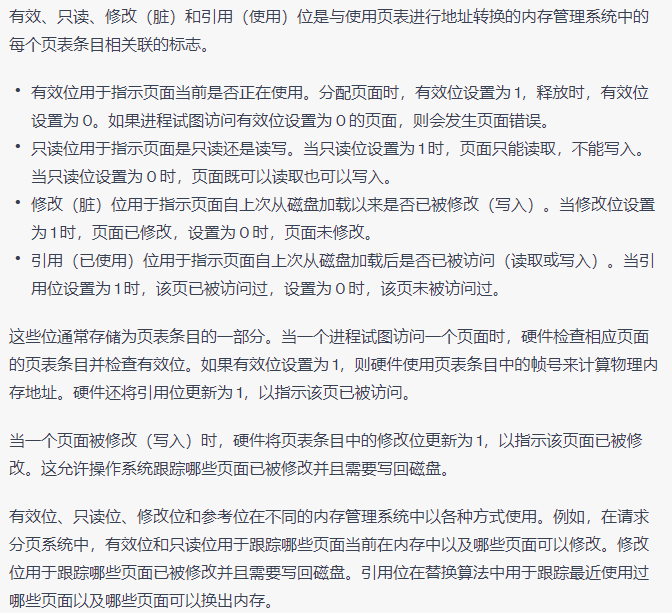 有效、只读、修改（脏）和引用（使用）位是与使用页表进行地址转换的内存管理系统中的
每个页表条目相关联的标志。
• 有效位用于指示页面当前是否正在使用。分配页面时，有效位设置为 1，释放时，有效位
设置为 0。如果进程试图访问有效位设置为 0 的页面，则会发生页面错误。
• 只读位用于指示页面是只读还是读写。当只读位设置为 1 时，页面只能读取，不能写入。
当只读位设置为 0 时，页面既可以读取也可以写入。
• 修改（脏）位用于指示页面自上次从磁盘加载以来是否已被修改（写入）。当修改位设置
为 1 时，页面已修改，设置为 0 时，页面未修改。
• 引用（已使用）位用于指示页面自上次从磁盘加载后是否已被访问（读取或写入）。当引
用位设置为 1 时，该页已被访问过，设置为 0 时，该页未被访问过。
这些位通常存储为页表条目的一部分。当一个进程试图访问一个页面时，硬件检查相应页面
的页表条目并检查有效位。如果有效位设置为 1，则硬件使用页表条目中的帧号来计算物理内
存地址。硬件还将引用位更新为 1，以指示该页已被访问。
当一个页面被修改（写入）时，硬件将页表条目中的修改位更新为 1，以指示该页面已被修
改。这允许操作系统跟踪哪些页面已被修改并且需要写回磁盘。
有效位、只读位、修改位和参考位在不同的内存管理系统中以各种方式使用。例如，在请求
分页系统中，有效位和只读位用于跟踪哪些页面当前在内存中以及哪些页面可以修改。修改
位用于跟踪哪些页面已被修改并且需要写回磁盘。引用位在替换算法中用于跟踪最近使用过
哪些页面以及哪些页面可以换出内存。